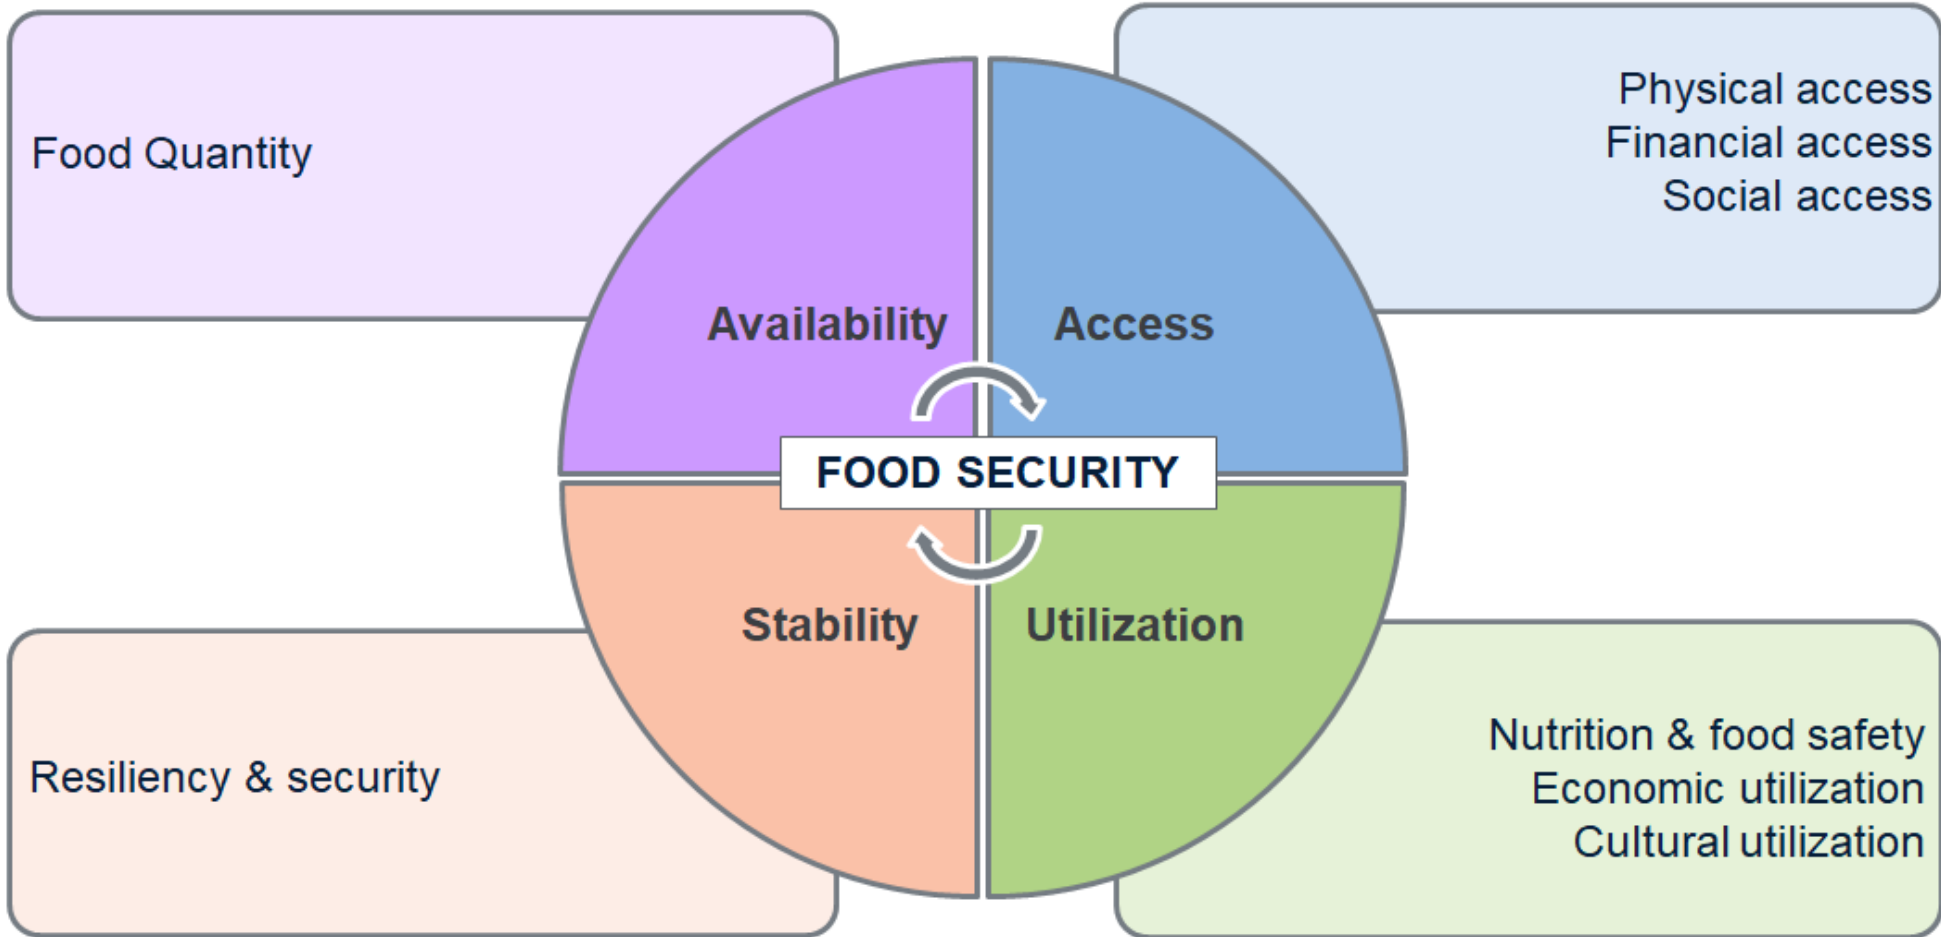 Food Quantity
Physical access
Financial access
Social access
Availability
Access
FOOD SECURITY
Stability
Utilization
Resiliency & security
Nutrition & food safety
Economic utilization
Cultural utilization